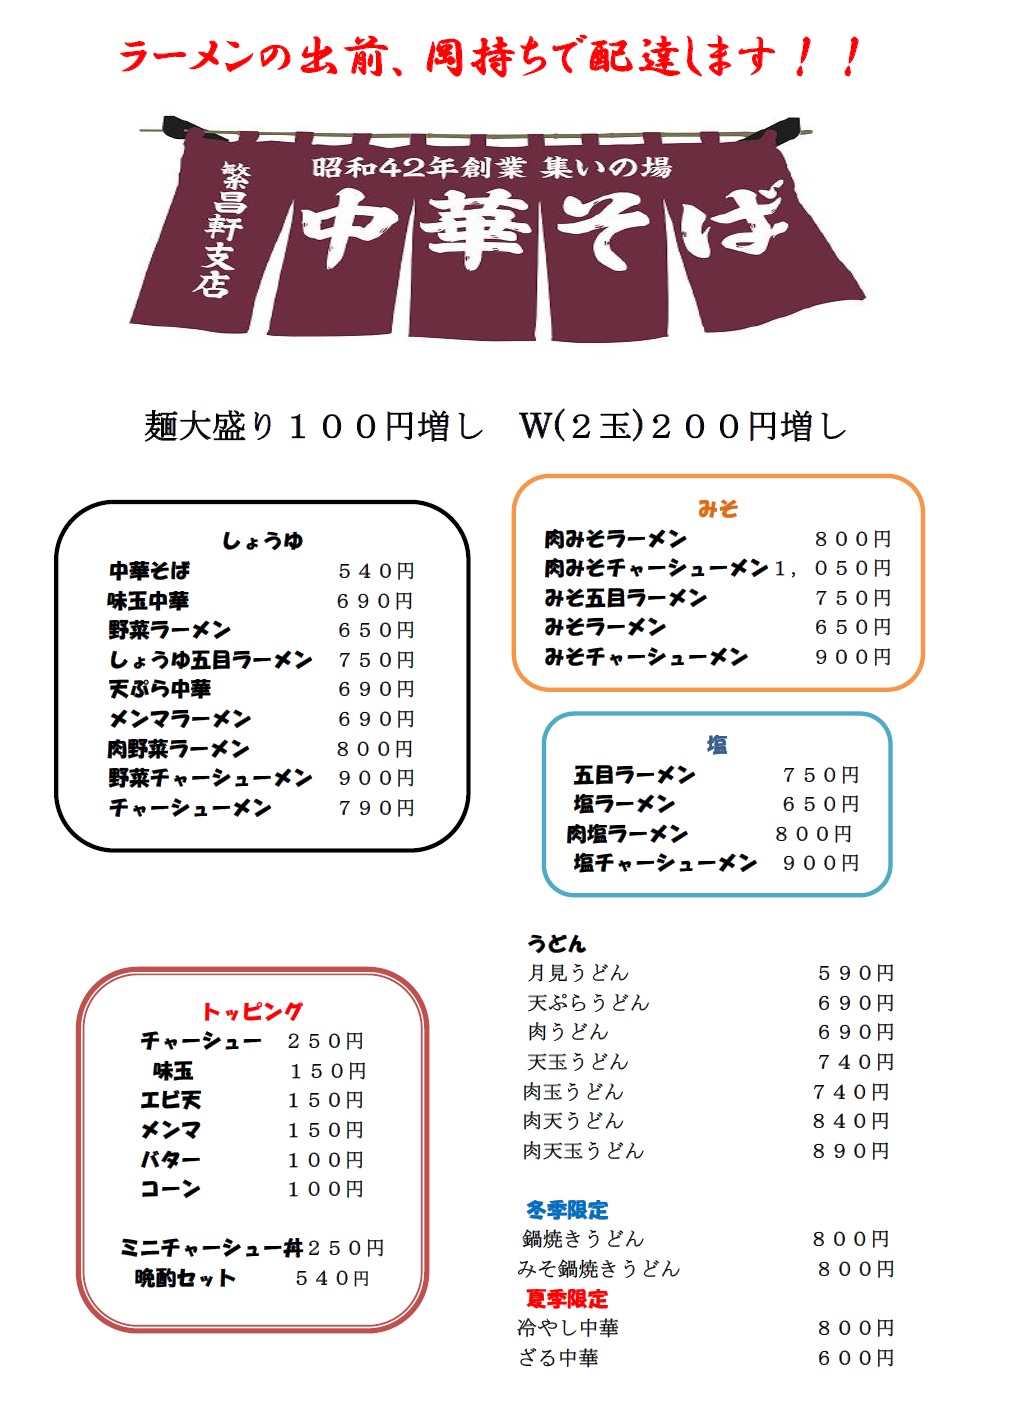 ラーメンの出前、岡持ちで配達します！！
昭和42年創業 集いの場
中華そば
繁昌軒支店
麺大盛り１００円増し　W(２玉)２００円増し
しょうゆ
中華そば　５４０円
味玉中華　６９０円
野菜ラーメン　６５０円
しょうゆ五目ラーメン　７５０円
天ぷら中華　６９０円
メンマラーメン　６９０円
肉野菜ラーメン　８００円
野菜チャーシューメン　９００円
チャーシューメン　７９０円
みそ
肉みそラーメン　８００円
肉みそチャーシューメン１，０５０円
みそ五目ラーメン　７５０円
みそラーメン　６５０円
みそチャーシューメン　９００円
塩
五目ラーメン　７５０円
塩ラーメン　６５０円
肉塩ラーメン　８００円
塩チャーシューメン　９００円
トッピング
チャーシュー　２５０円
味玉　１５０円
エビ天　１５０円
メンマ　１５０円
バター　１００円
コーン　１００円
ミニチャーシュー丼２５０円
晩酌セット　５４０円
うどん
月見うどん　５９０円
天ぷらうどん　６９０円
肉うどん　６９０円
天玉うどん　７４０円
肉玉うどん　７４０円
肉天うどん　８４０円
肉天玉うどん　８９０円
冬季限定
鍋焼きうどん　８００円
みそ鍋焼きうどん　８００円
夏季限定
冷やし中華　８００円
ざる中華　６００円